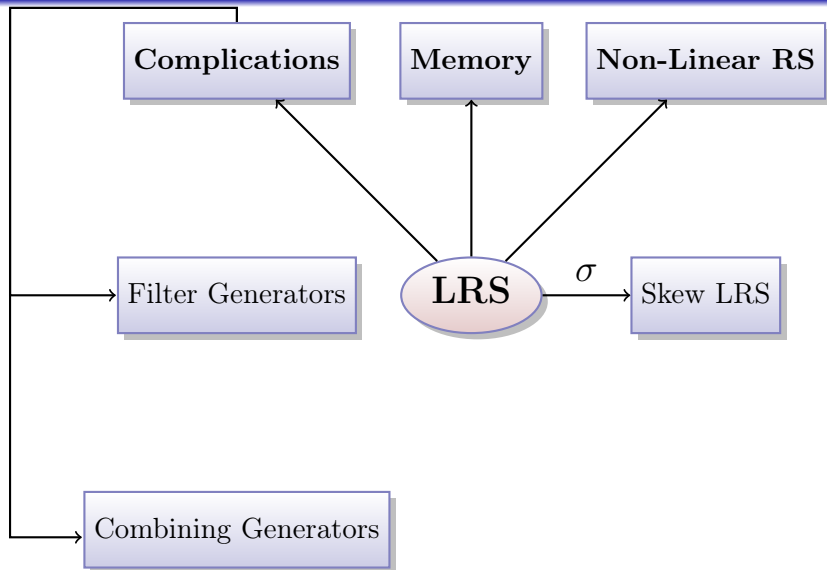 Complications
Memory
Non-Linear RS
Filter Generators
LRS
σ
Skew LRS
Combining Generators